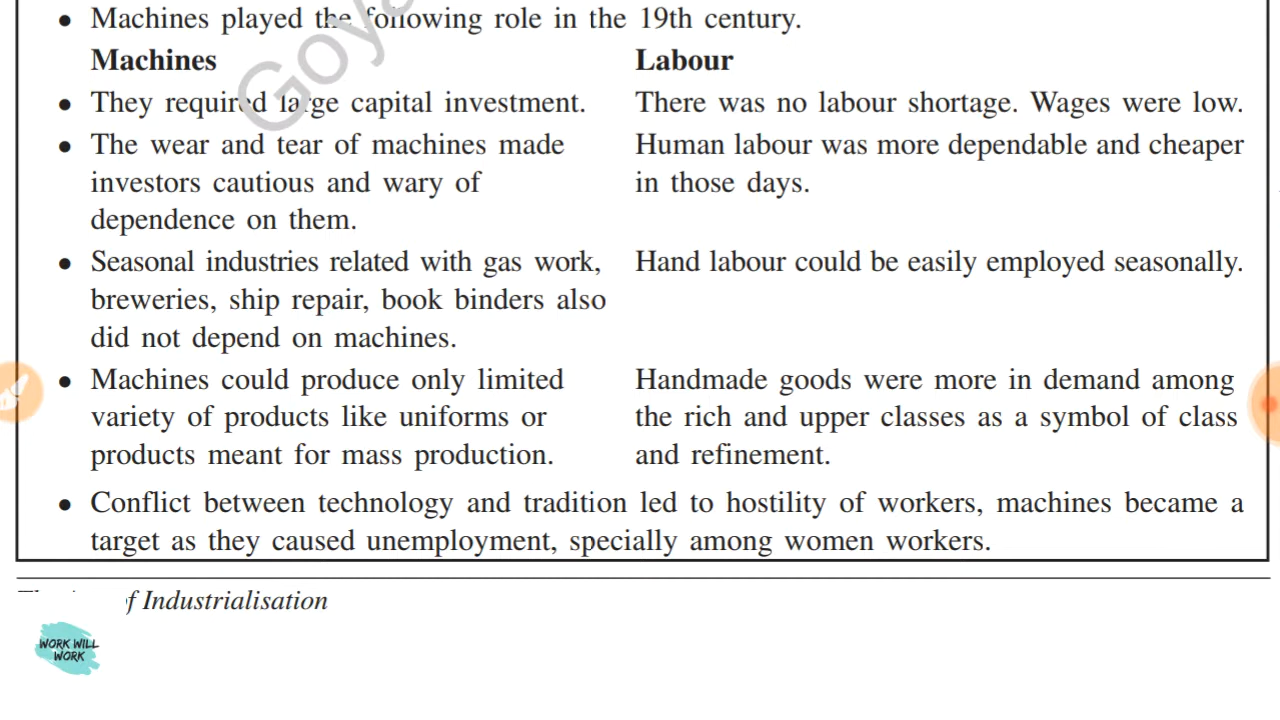 • Machines played the following role in the 19th century.
Machines Labour
• They required large capital investment. There was no labour shortage. Wages were low.
• The wear and tear of machines made Human labour was more dependable and cheaper
investors cautious and wary of in those days.
dependence on them.
• Seasonal industries related with gas work, Hand labour could be easily employed seasonally.
breweries, ship repair, book binders also
did not depend on machines.
• Machines could produce only limited Handmade goods were more in demand among
variety of products like uniforms or the rich and upper classes as a symbol of class
products meant for mass production. and refinement.
• Conflict between technology and tradition led to hostility of workers, machines became a
target as they caused unemployment, specially among women workers.
of Industrialisation
WORK WILL
WORK